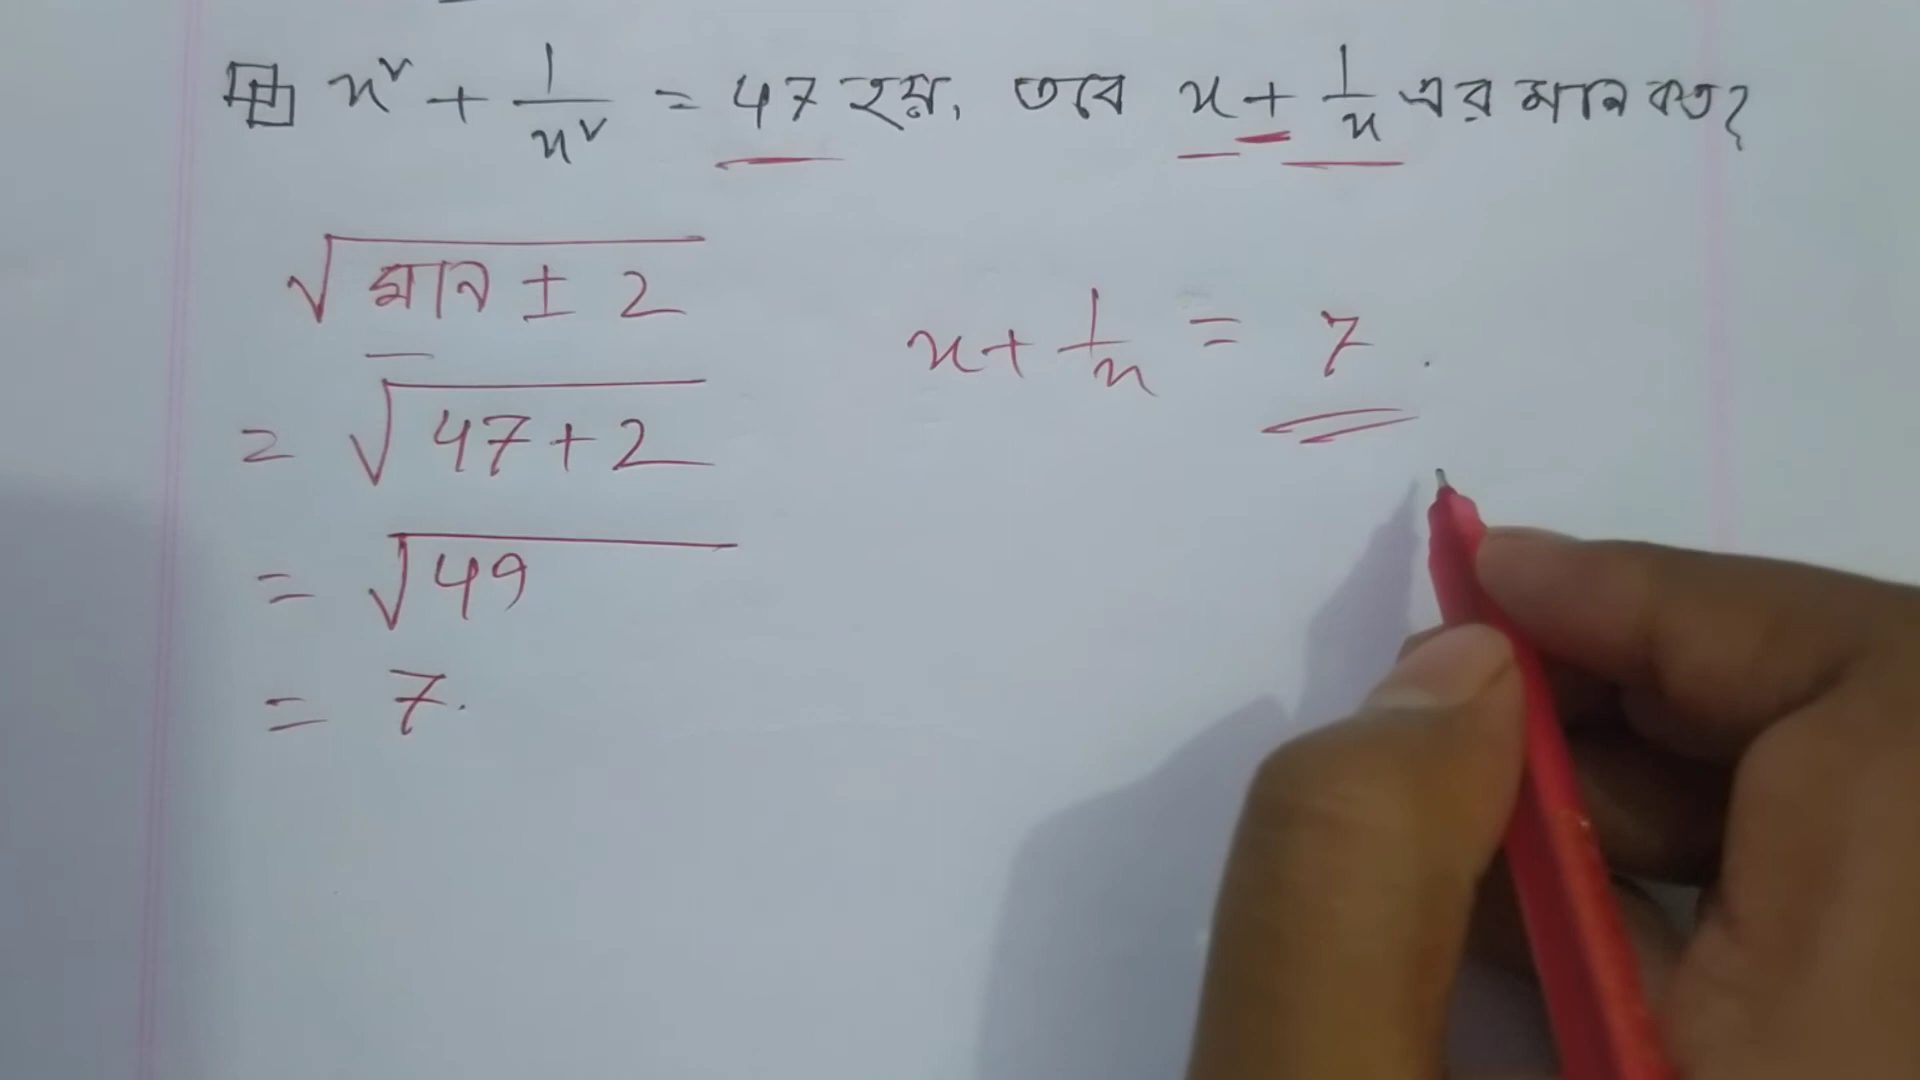 x² + 1/x² = 47 হয়, তবে x + 1/x এর মান কত?
√(মান ± 2)
= √(47 + 2)
= √49
= 7.
x + 1/x = 7.